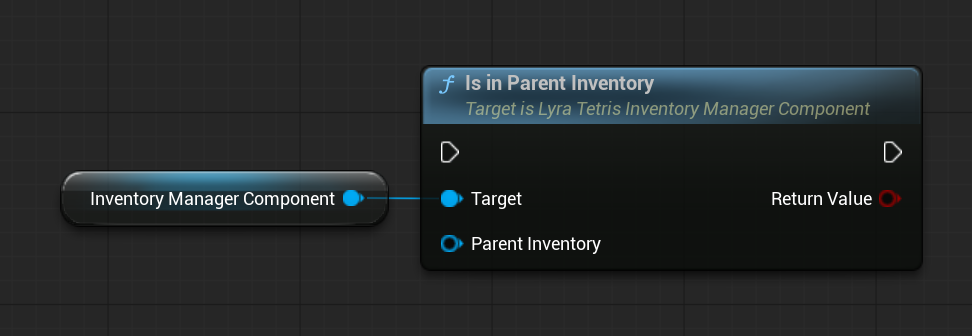 Is in Parent Inventory
Target is Lyra Tetris Inventory Manager Component
Inventory Manager Component
Target
Return Value
Parent Inventory